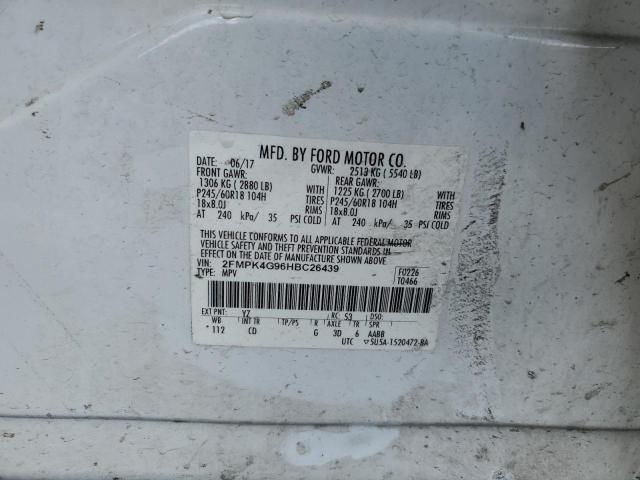 MFD. BY FORD MOTOR CO.
DATE: 06/17 GVWR: 2513 KG ( 5540 LB)
FRONT GAWR: REAR GAWR:
1306 KG ( 2880 LB) WITH 1225 KG ( 2700 LB) WITH
P245/60R18 104H TIRES P245/60R18 104H TIRES
18x8.0J RIMS 18x8.0J RIMS
AT 240 kPa/ 35 PSI COLD AT 240 kPa/ 35 PSI COLD
THIS VEHICLE CONFORMS TO ALL APPLICABLE FEDERAL MOTOR
VEHICLE SAFETY AND THEFT PREVENTION STANDARDS IN
EFFECT ON THE DATE OF MANUFACTURE SHOWN ABOVE.
VIN: 2FMPK4G96HBC26439 F0226
TYPE: MPV T0466
EXT PNT: YZ RC: 53 DSO:
WB INT TR TP/PS R AXLE TR SPR
*112 CD G 3D 6 AABB
UTC ▽5U5A-1520472-BA